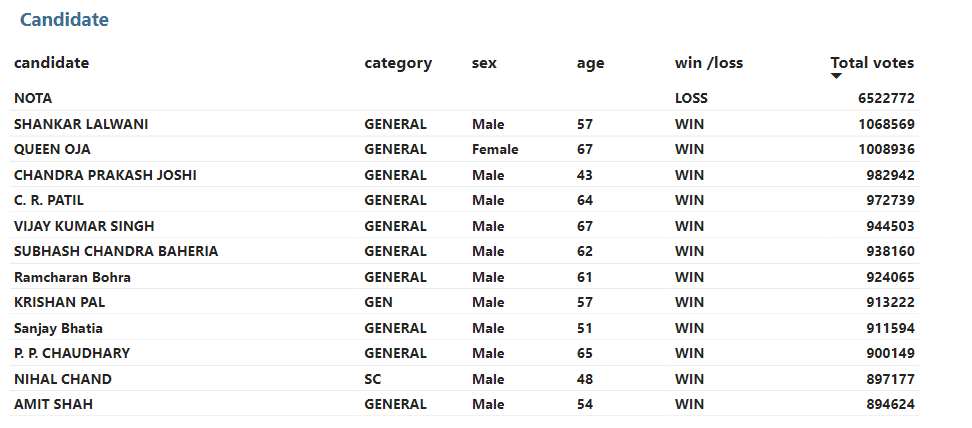 Candidate
candidate category sex age win /loss Total votes
NOTA LOSS 6522772
SHANKAR LALWANI GENERAL Male 57 WIN 1068569
QUEEN OJA GENERAL Female 67 WIN 1008936
CHANDRA PRAKASH JOSHI GENERAL Male 43 WIN 982942
C. R. PATIL GENERAL Male 64 WIN 972739
VIJAY KUMAR SINGH GENERAL Male 67 WIN 944503
SUBHASH CHANDRA BAHERIA GENERAL Male 62 WIN 938160
Ramcharan Bohra GENERAL Male 61 WIN 924065
KRISHAN PAL GEN Male 57 WIN 913222
Sanjay Bhatia GENERAL Male 51 WIN 911594
P. P. CHAUDHARY GENERAL Male 65 WIN 900149
NIHAL CHAND SC Male 48 WIN 897177
AMIT SHAH GENERAL Male 54 WIN 894624